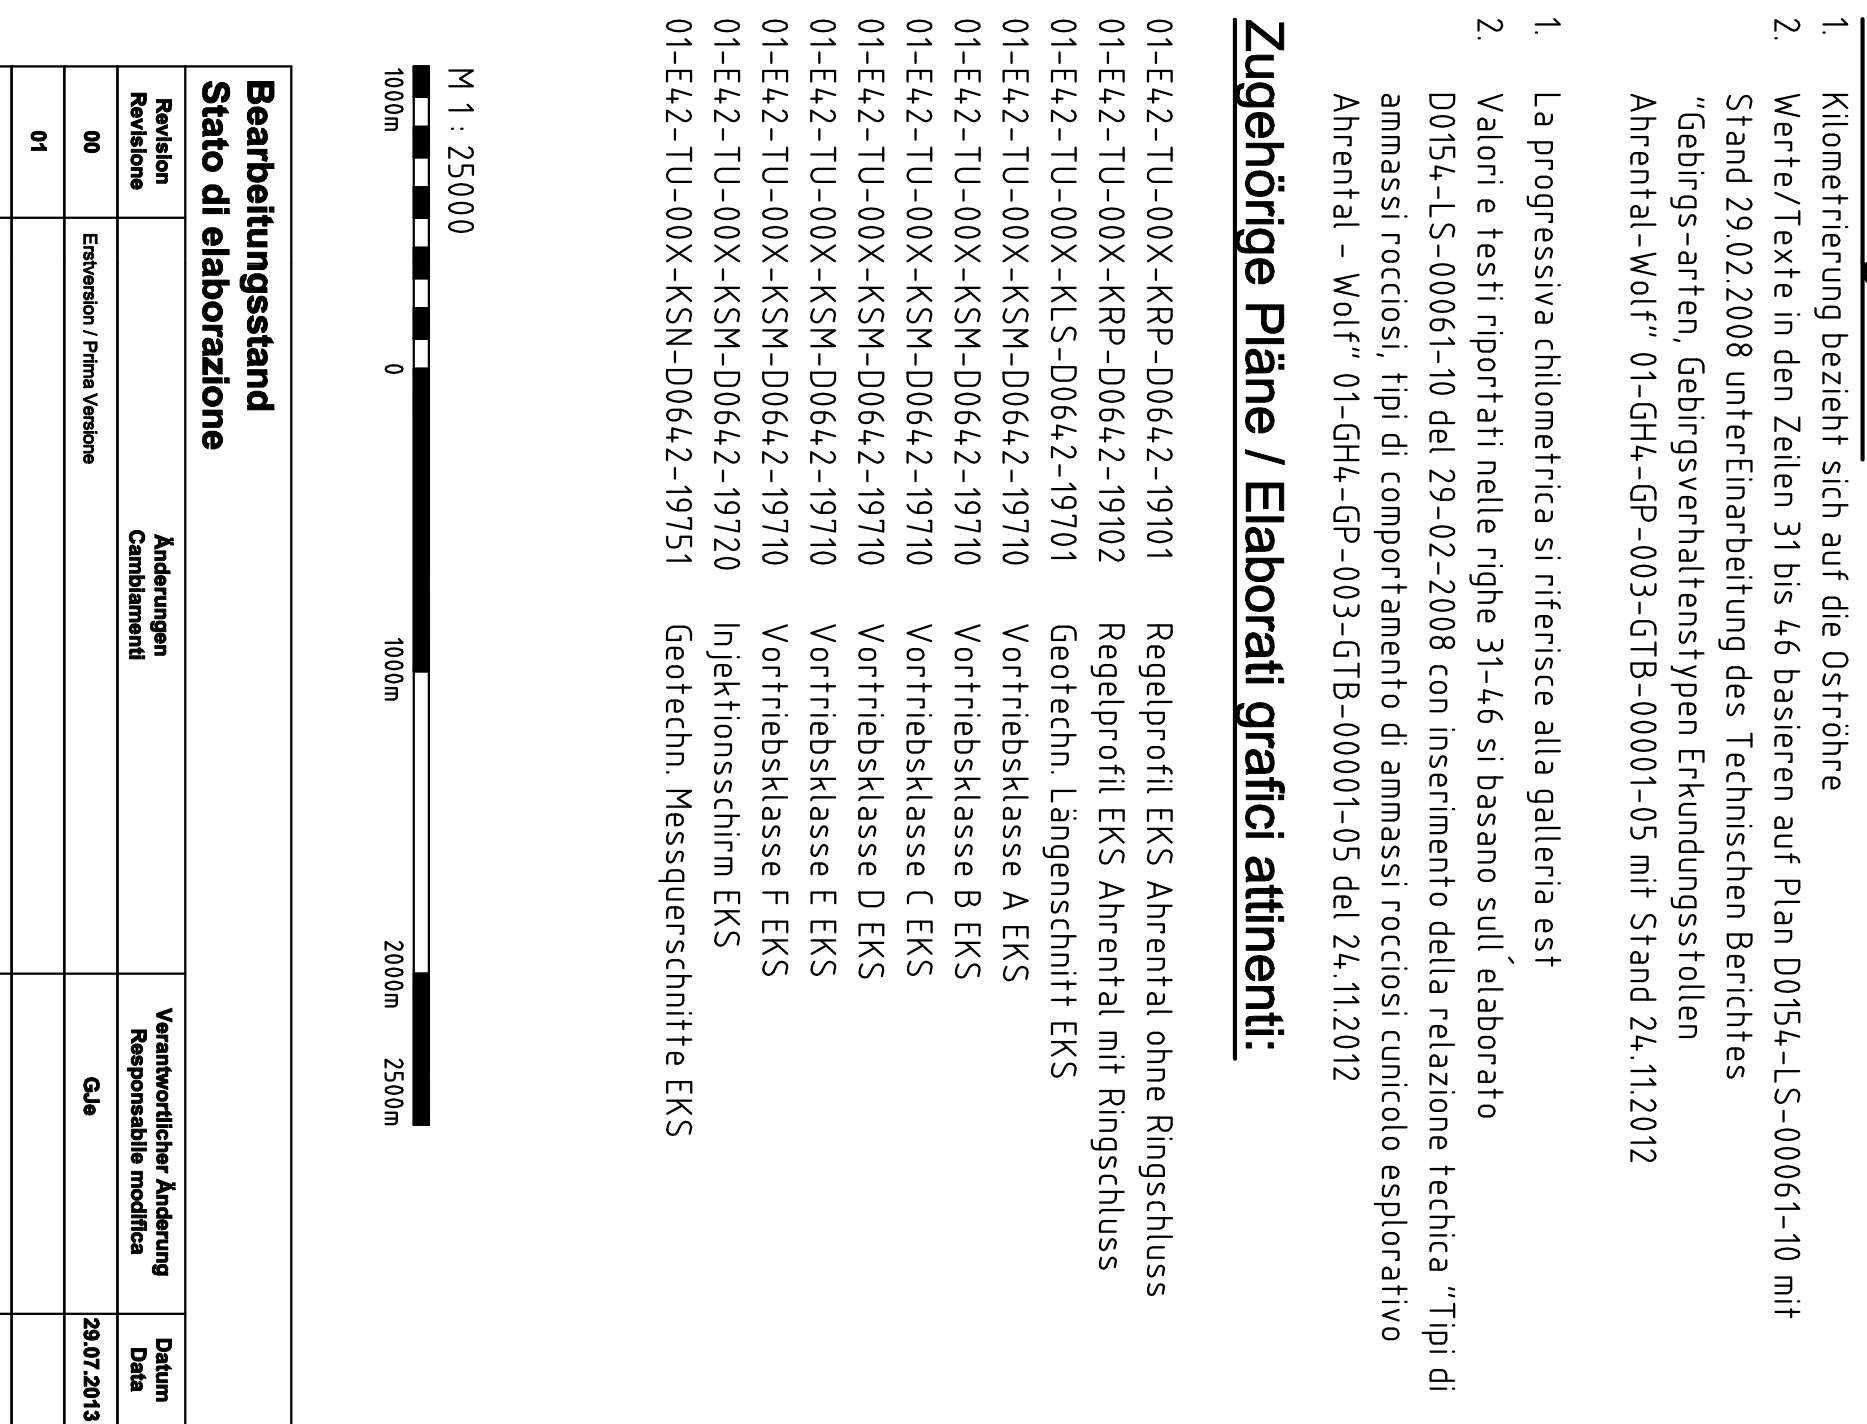 1. Kilometrierung bezieht sich auf die Oströhre
2. Werte/Texte in den Zeilen 31 bis 46 basieren auf Plan D0154-LS-00061-10 mit
Stand 29.02.2008 unterEinarbeitung des Technischen Berichtes
"Gebirgs-arten, Gebirgsverhaltenstypen Erkundungsstollen
Ahrental-Wolf" 01-GH4-GP-003-GTB-00001-05 mit Stand 24.11.2012
1. La progressiva chilometrica si riferisce alla galleria est
2. Valori e testi riportati nelle righe 31-46 si basano sull´elaborato
D0154-LS-00061-10 del 29-02-2008 con inserimento della relazione techica "Tipi di
ammassi rocciosi, tipi di comportamento di ammassi rocciosi cunicolo esplorativo
Ahrental - Wolf" 01-GH4-GP-003-GTB-00001-05 del 24.11.2012
Zugehörige Pläne / Elaborati grafici attinenti:
01-E42-TU-00X-KRP-D0642-19101 Regelprofil EKS Ahrental ohne Ringschluss
01-E42-TU-00X-KRP-D0642-19102 Regelprofil EKS Ahrental mit Ringschluss
01-E42-TU-00X-KLS-D0642-19701 Geotechn. Längenschnitt EKS
01-E42-TU-00X-KSM-D0642-19710 Vortriebsklasse A EKS
01-E42-TU-00X-KSM-D0642-19710 Vortriebsklasse B EKS
01-E42-TU-00X-KSM-D0642-19710 Vortriebsklasse C EKS
01-E42-TU-00X-KSM-D0642-19710 Vortriebsklasse D EKS
01-E42-TU-00X-KSM-D0642-19710 Vortriebsklasse E EKS
01-E42-TU-00X-KSM-D0642-19710 Vortriebsklasse F EKS
01-E42-TU-00X-KSM-D0642-19720 Injektionsschirm EKS
01-E42-TU-00X-KSN-D0642-19751 Geotechn. Messquerschnitte EKS
M 1 : 25000
1000m 0 1000m 2000m 2500m
Bearbeitungsstand
Stato di elaborazione
Revision Änderungen Verantwortlicher Änderung Datum
Revisione Cambiamenti Responsabile modifica Data
00 Erstversion / Prima Versione GJe 29.07.2013
01